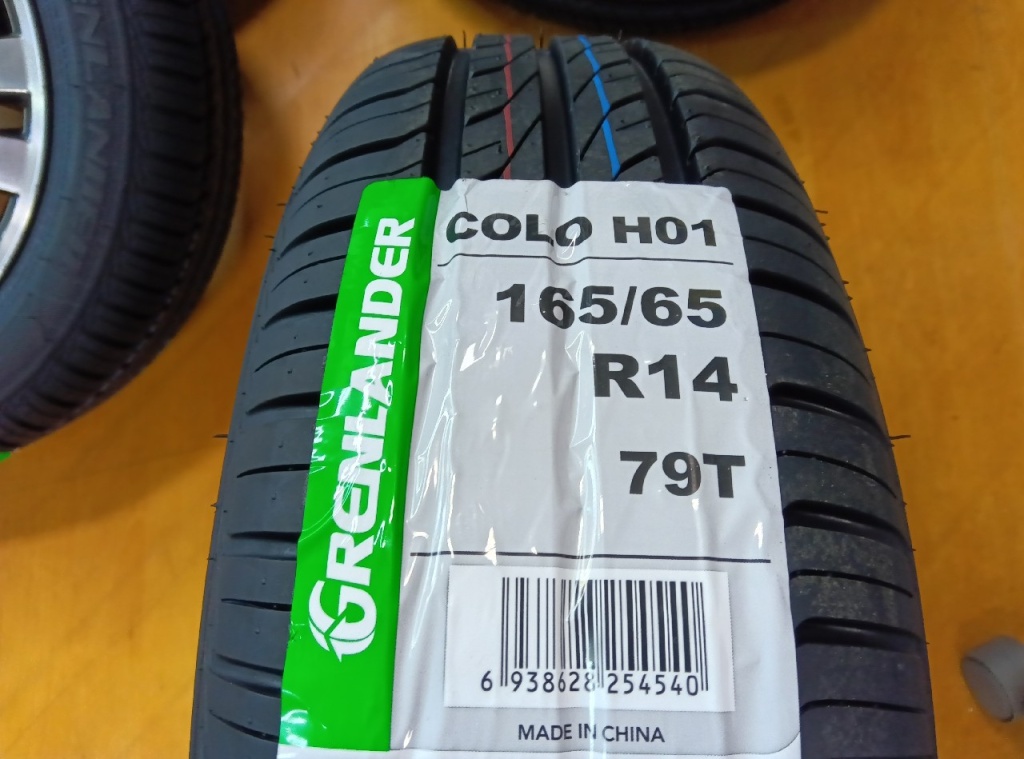 GRENLANDER
COLO H01
165/65
R14
79T
6 938628 254540
MADE IN CHINA